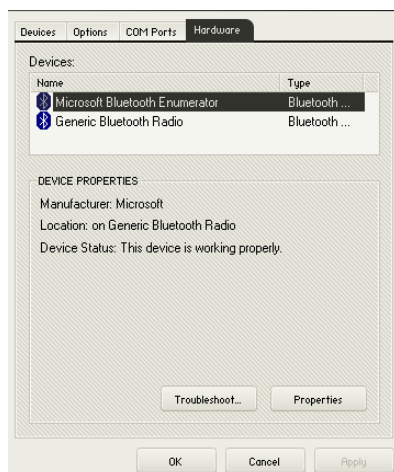 Devices Options COM Ports Hardware
Devices:
Name Type
Microsoft Bluetooth Enumerator Bluetooth ...
Generic Bluetooth Radio Bluetooth ...
DEVICE PROPERTIES
Manufacturer: Microsoft
Location: on Generic Bluetooth Radio
Device Status: This device is working properly.
Troubleshoot... Properties
OK Cancel Apply